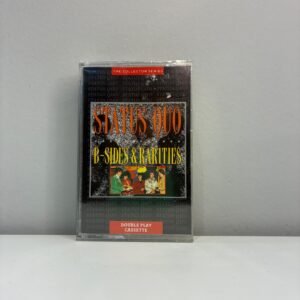 THE COLLECTOR SERIES
STATUS QUO
B-SIDES & RARITIES
DOUBLE PLAY
CASSETTE